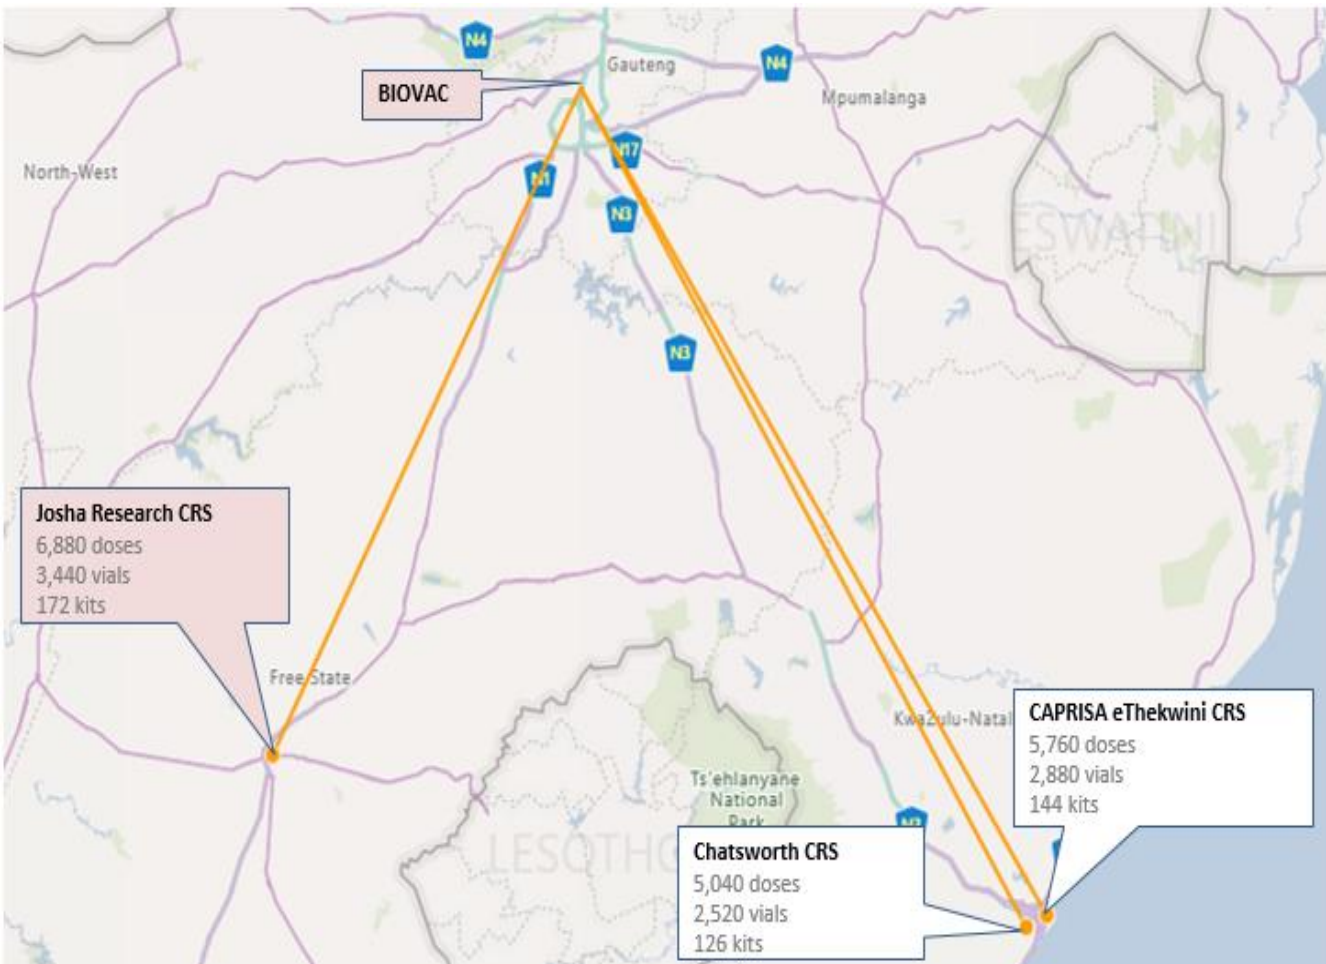 N4
Gauteng
N4
BIOVAC
Mpumalanga
N17
North-West
N1
N3
ESWATINI
N3
Josha Research CRS
6,880 doses
3,440 vials
172 kits
Free State
KwaZulu-Natal
CAPRISA eThekwini CRS
5,760 doses
2,880 vials
144 kits
Ts'ehlanyane
National
Park
LESOTHO
Chatsworth CRS
5,040 doses
2,520 vials
126 kits